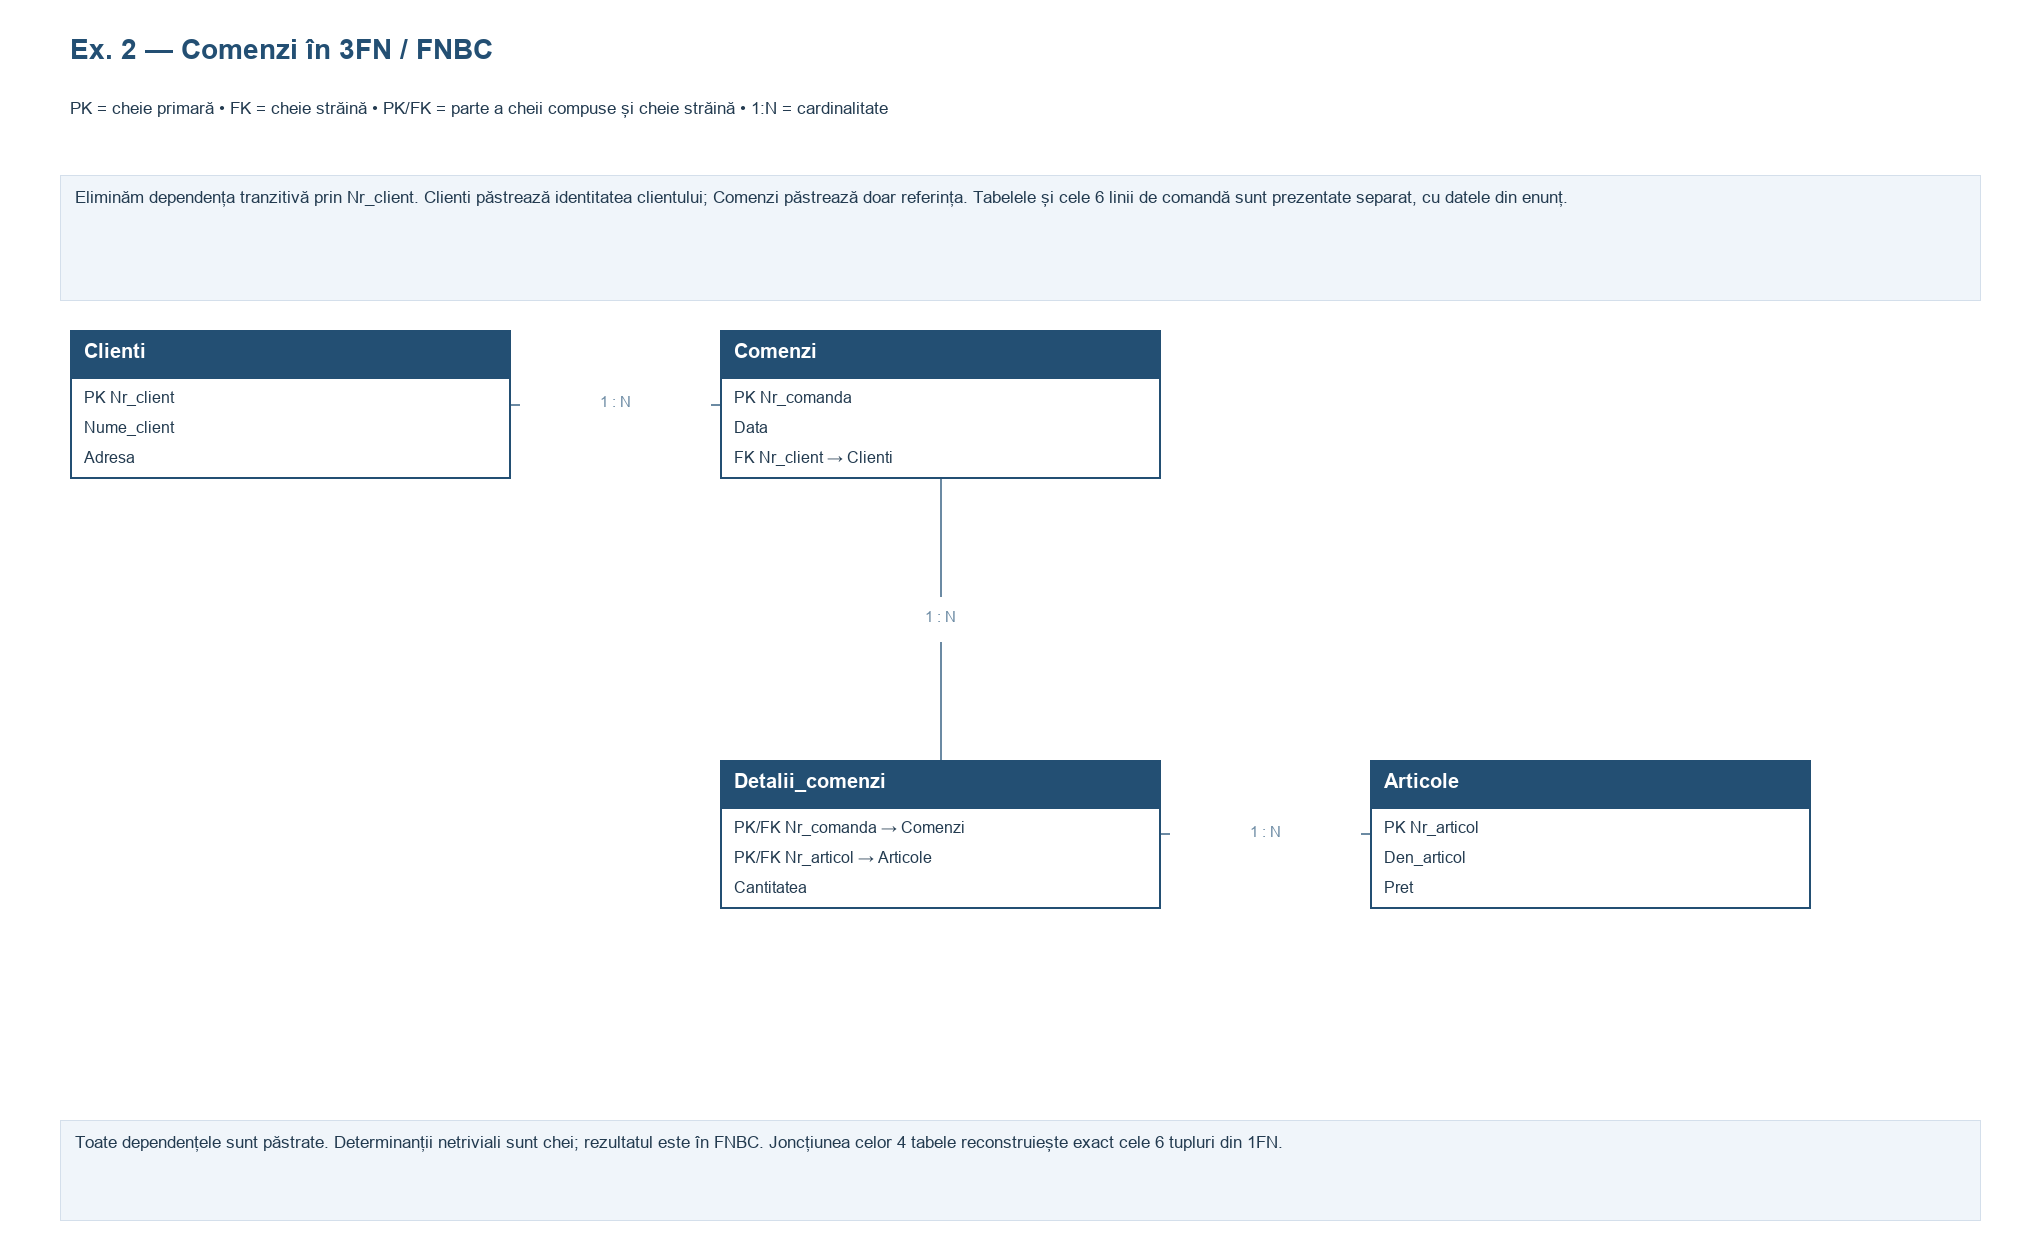 Ex. 2 — Comenzi în 3FN / FNBC
PK = cheie primară • FK = cheie străină • PK/FK = parte a cheii compuse și cheie străină • 1:N = cardinalitate
Eliminăm dependența tranzitivă prin Nr_client. Clienti păstrează identitatea clientului; Comenzi păstrează doar referința. Tabelele și cele 6 linii de comandă sunt prezentate separat, cu datele din enunț.
Clienti
PK Nr_client
Nume_client
Adresa
1 : N
Comenzi
PK Nr_comanda
Data
FK Nr_client → Clienti
1 : N
Detalii_comenzi
PK/FK Nr_comanda → Comenzi
PK/FK Nr_articol → Articole
Cantitatea
1 : N
Articole
PK Nr_articol
Den_articol
Pret
Toate dependențele sunt păstrate. Determinanții netriviali sunt chei; rezultatul este în FNBC. Joncțiunea celor 4 tabele reconstruiește exact cele 6 tupluri din 1FN.